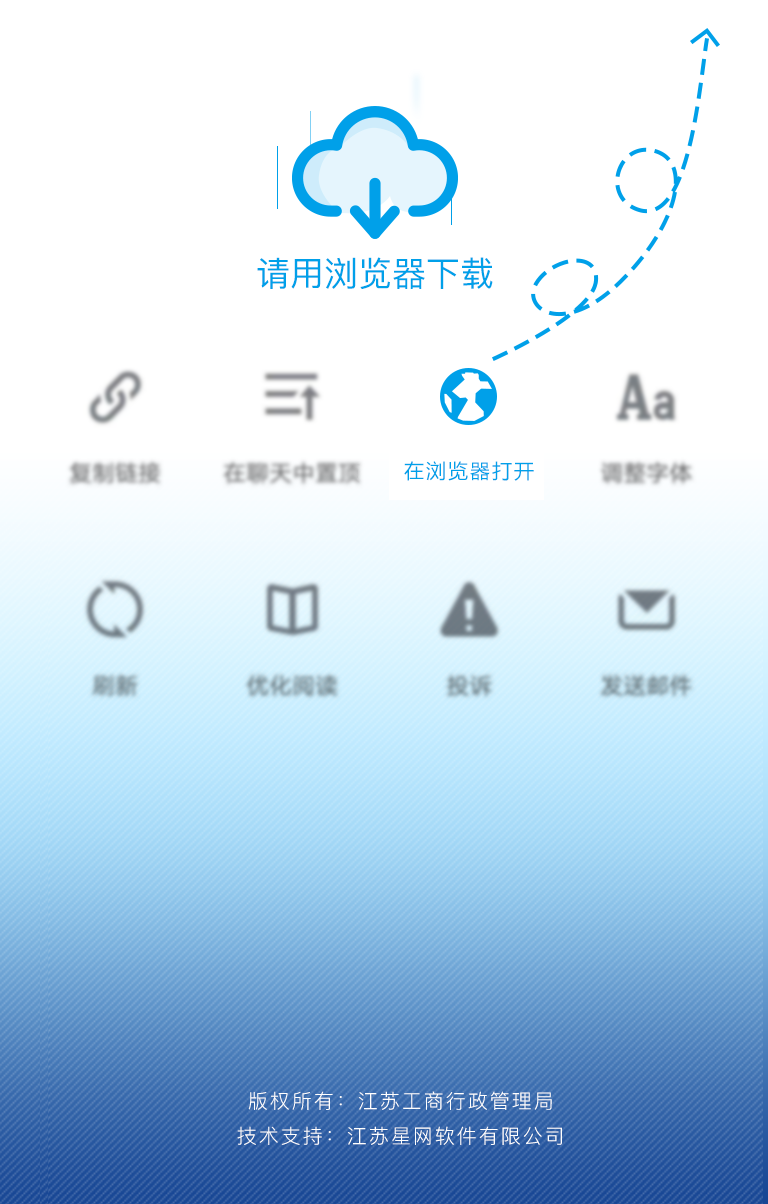 请用浏览器下载
复制链接
在聊天中置顶
在浏览器打开
Aa
调整字体
刷新
优化阅读
投诉
发送邮件
版权所有：江苏工商行政管理局
技术支持：江苏星网软件有限公司